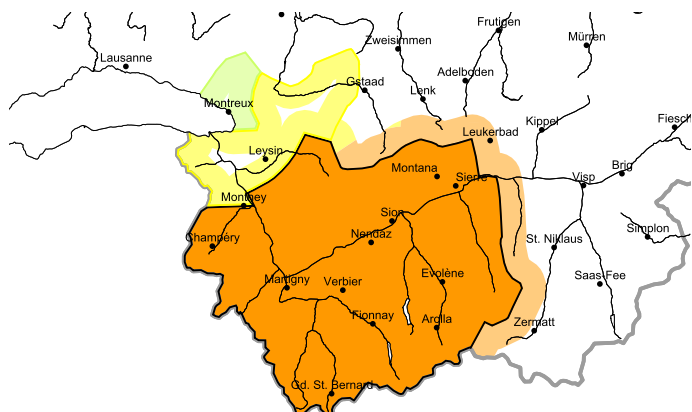 Frutigen
Zweisimmen
Mürren
Lausanne
Adelboden
Gstaad
Lenk
Montreux
Kippel
Fiesch
Leukerbad
Leysin
Montana
Brig
Sierre
Visp
Monthey
Sion
Simplon
Nendaz
Champéry
St. Niklaus
Evolène
Saas-Fee
Martigny
Verbier
Fionnay
Arolla
Zermatt
Gd. St. Bernard